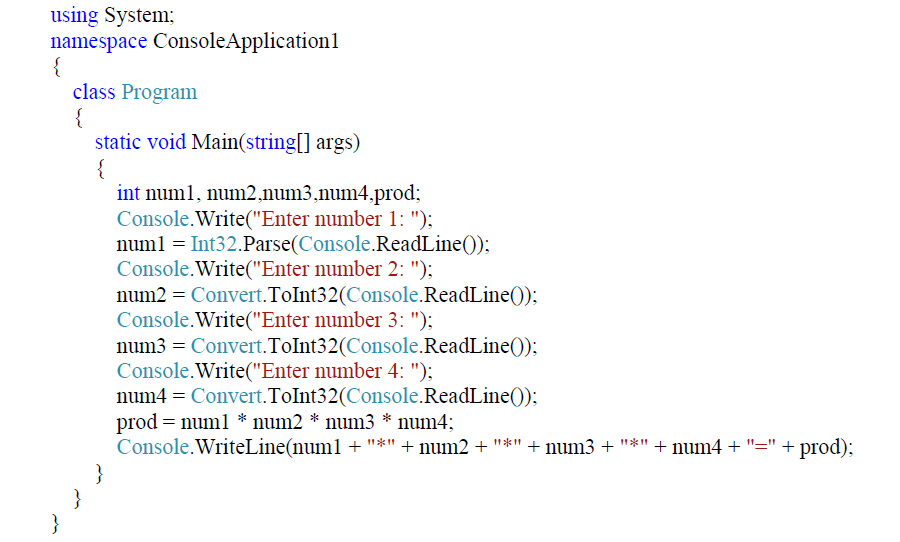 using System;
namespace ConsoleApplication1
{
class Program
{
static void Main(string[] args)
{
int num1, num2,num3,num4,prod;
Console.Write("Enter number 1: ");
num1 = Int32.Parse(Console.ReadLine());
Console.Write("Enter number 2: ");
num2 = Convert.ToInt32(Console.ReadLine());
Console.Write("Enter number 3: ");
num3 = Convert.ToInt32(Console.ReadLine());
Console.Write("Enter number 4: ");
num4 = Convert.ToInt32(Console.ReadLine());
prod = num1 * num2 * num3 * num4;
Console.WriteLine(num1 + "*" + num2 + "*" + num3 + "*" + num4 + "=" + prod);
}
}
}